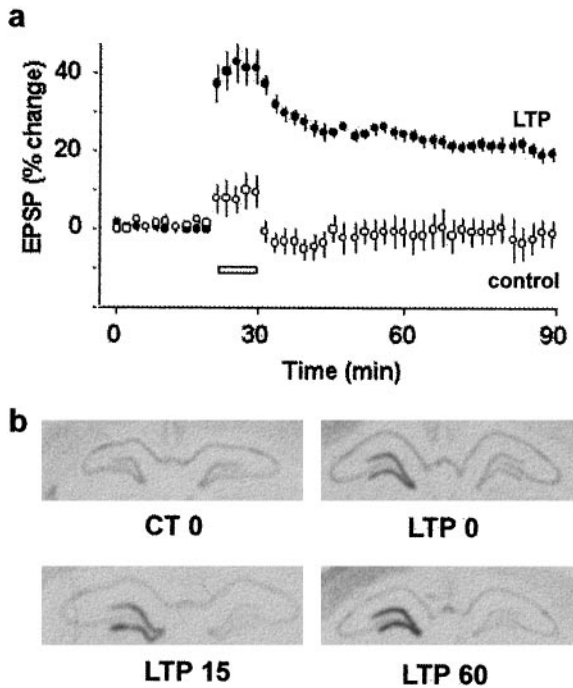 a
EPSP (% change)
40
20
0
LTP
control
0 30 60 90
Time (min)
b
CT 0 LTP 0
LTP 15 LTP 60